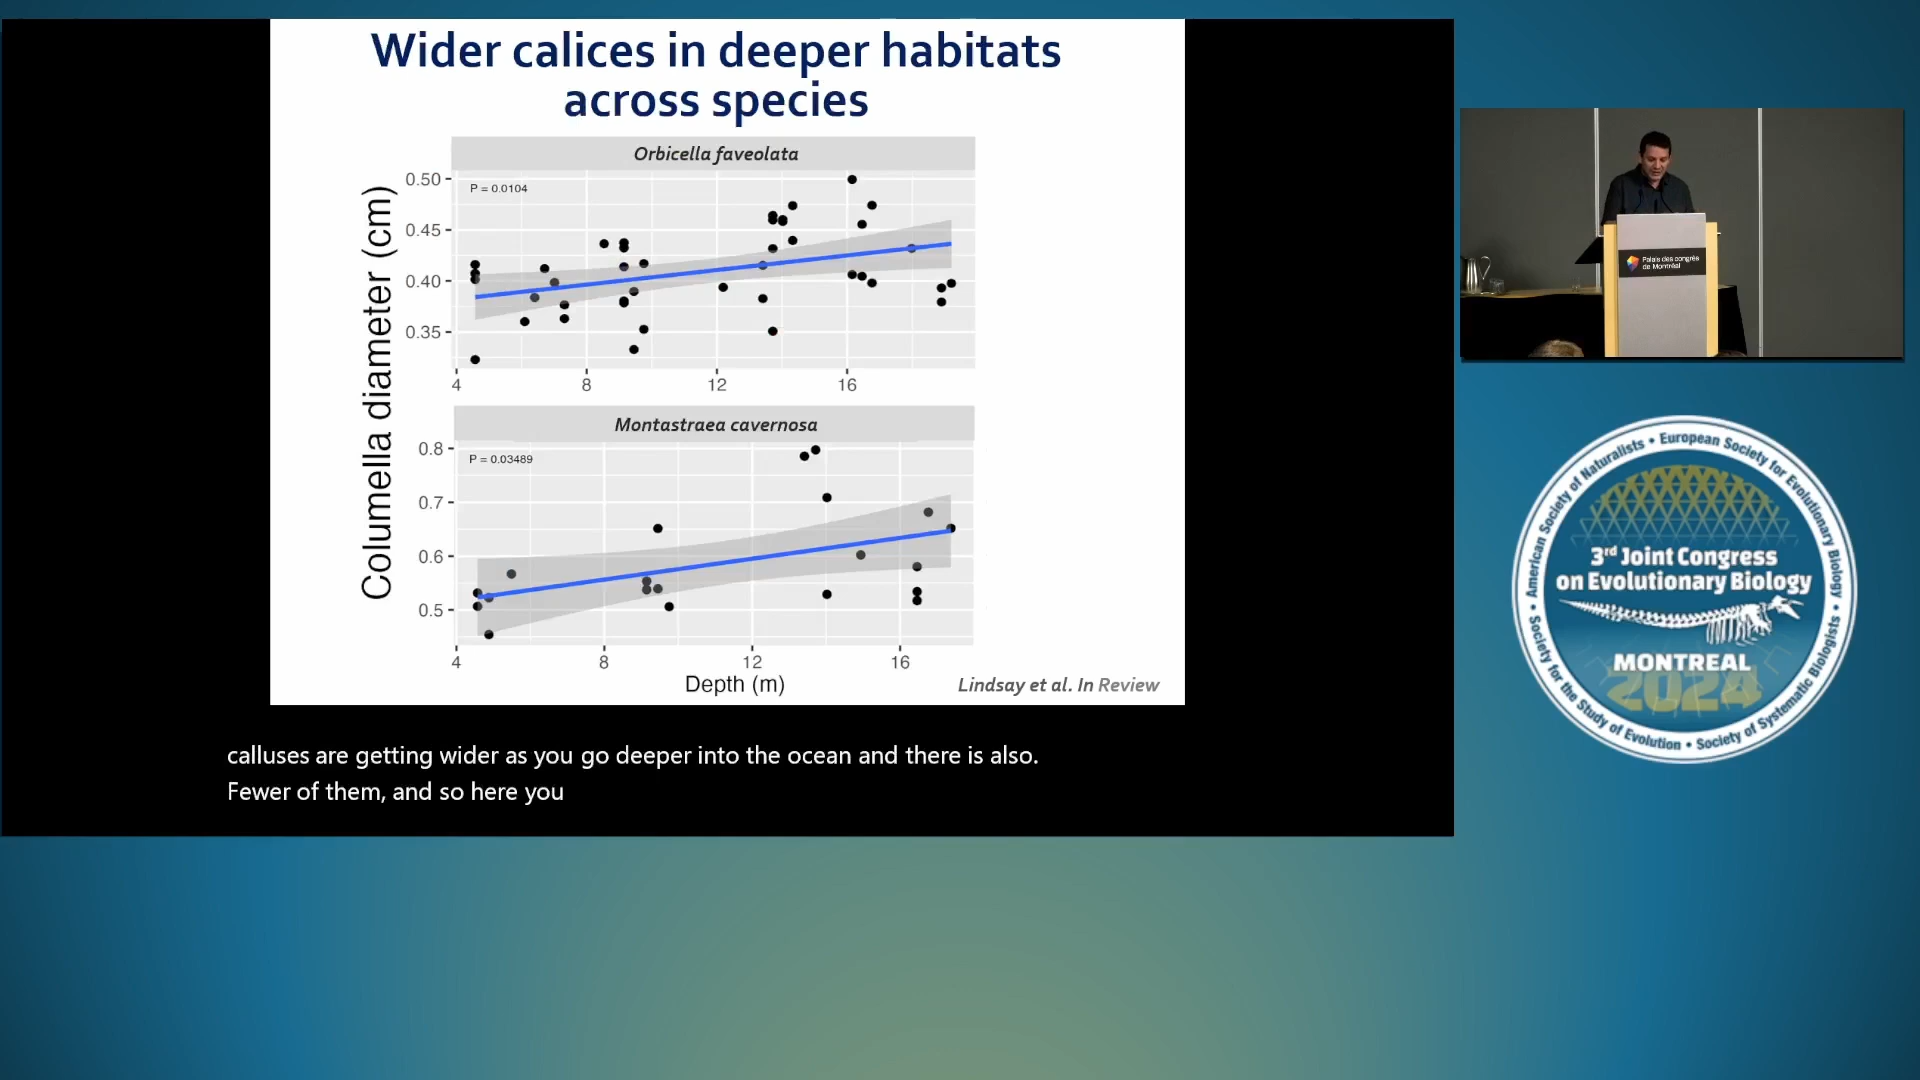 Wider calices in deeper habitats
across species
Orbicella faveolata
P = 0.0104
0.50
0.45
0.40
0.35
4 8 12 16
Columella diameter (cm)
Montastraea cavernosa
P = 0.03489
0.8
0.7
0.6
0.5
4 8 12 16
Depth (m)
Lindsay et al. In Review
calluses are getting wider as you go deeper into the ocean and there is also.
Fewer of them, and so here you
Palais des congrès
de Montréal
American Society of Naturalists • European Society for Evolutionary Biology •
Society for the Study of Evolution • Society of Systematic Biologists •
3rd Joint Congress
on Evolutionary Biology
MONTREAL
2024